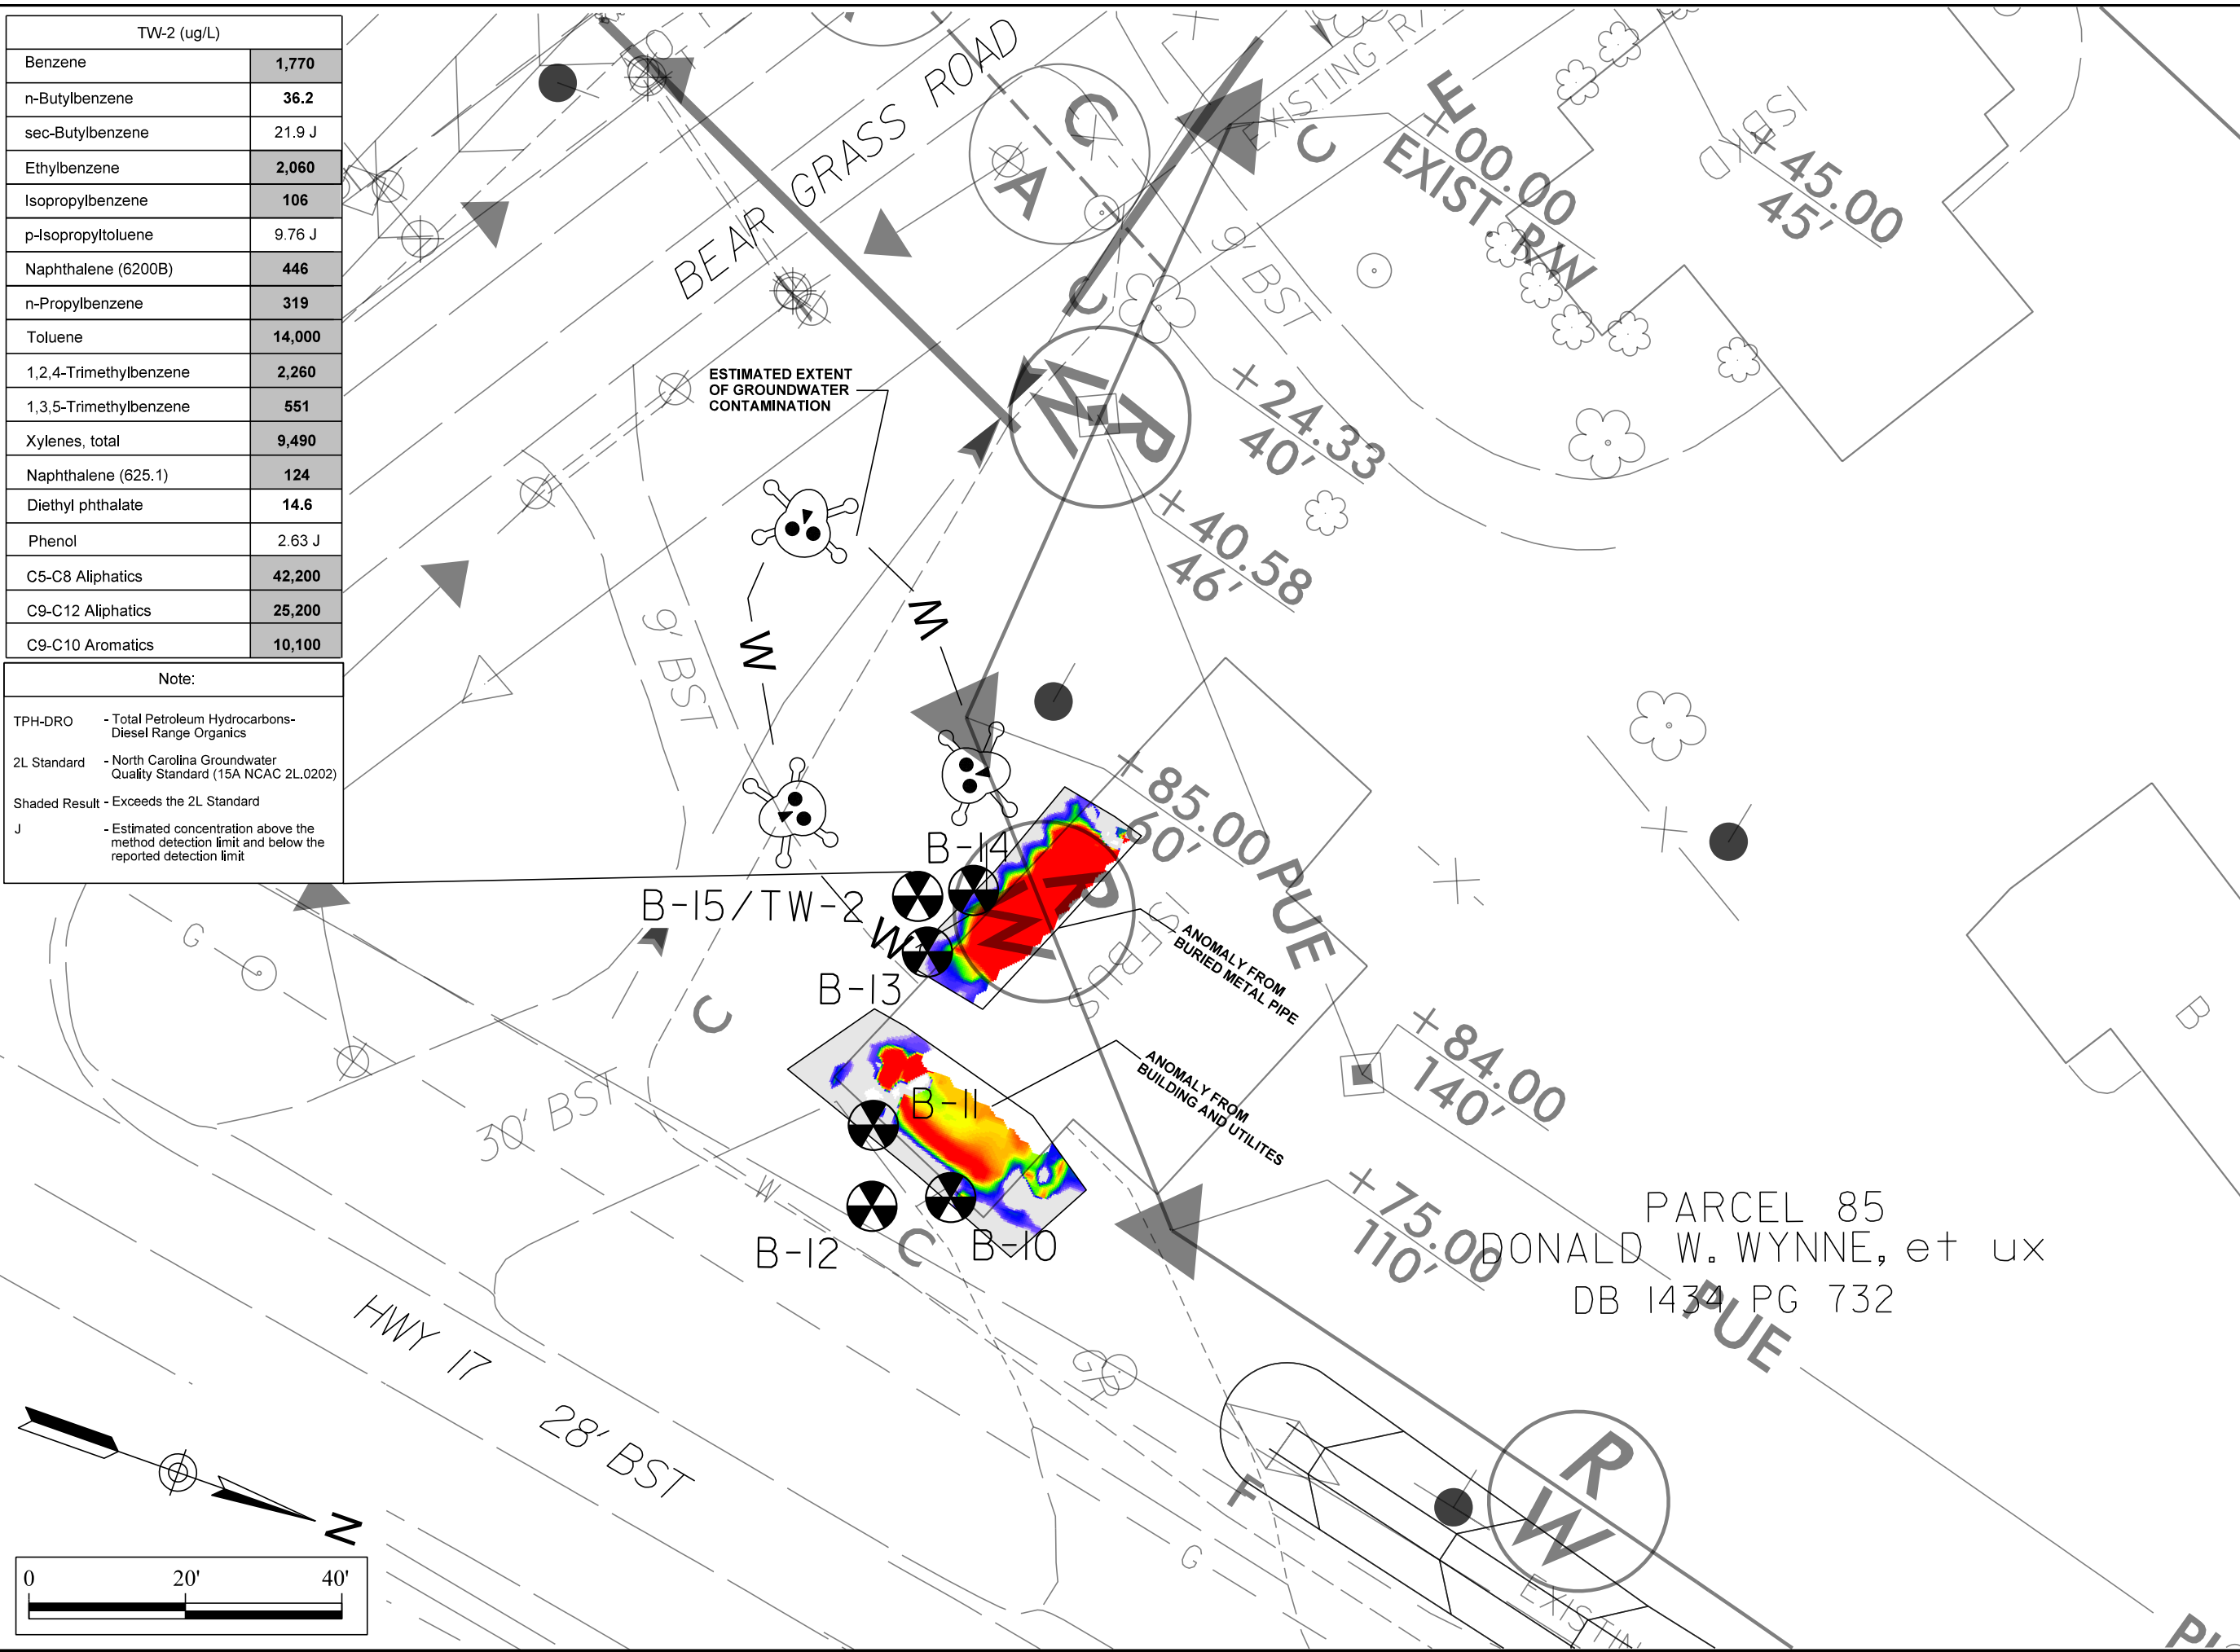 TW-2 (ug/L)
Benzene 1,770
n-Butylbenzene 36.2
sec-Butylbenzene 21.9 J
Ethylbenzene 2,060
Isopropylbenzene 106
p-Isopropyltoluene 9.76 J
Naphthalene (6200B) 446
n-Propylbenzene 319
Toluene 14,000
1,2,4-Trimethylbenzene 2,260
1,3,5-Trimethylbenzene 551
Xylenes, total 9,490
Naphthalene (625.1) 124
Diethyl phthalate 14.6
Phenol 2.63 J
C5-C8 Aliphatics 42,200
C9-C12 Aliphatics 25,200
C9-C10 Aromatics 10,100
Note:
TPH-DRO - Total Petroleum Hydrocarbons-
Diesel Range Organics
2L Standard - North Carolina Groundwater
Quality Standard (15A NCAC 2L.0202)
Shaded Result - Exceeds the 2L Standard
J - Estimated concentration above the
method detection limit and below the
reported detection limit
BEAR GRASS ROAD
C
A
C
C
EXISTING
E
+00.00
EXIST. R/W
ISBKD
+45.00
45'
9' BST
R
W
+24.33
40'
+40.58
46'
ESTIMATED EXTENT
OF GROUNDWATER
CONTAMINATION
W
W
9' BST
+85.00
60'
PUE
B-14
B-15/TW-2
W
B-13
R
W
ANOMALY FROM
BURIED METAL PIPE
G
C
30' BST
B-11
ANOMALY FROM
BUILDING AND UTILITES
+84.00
140'
B
W
B-12
C
B-10
+75.00
110'
PARCEL 85
DONALD W. WYNNE, et ux
DB 1434 PG 732
PUE
HWY 17
28' BST
F
G
R
W
N
0 20' 40'